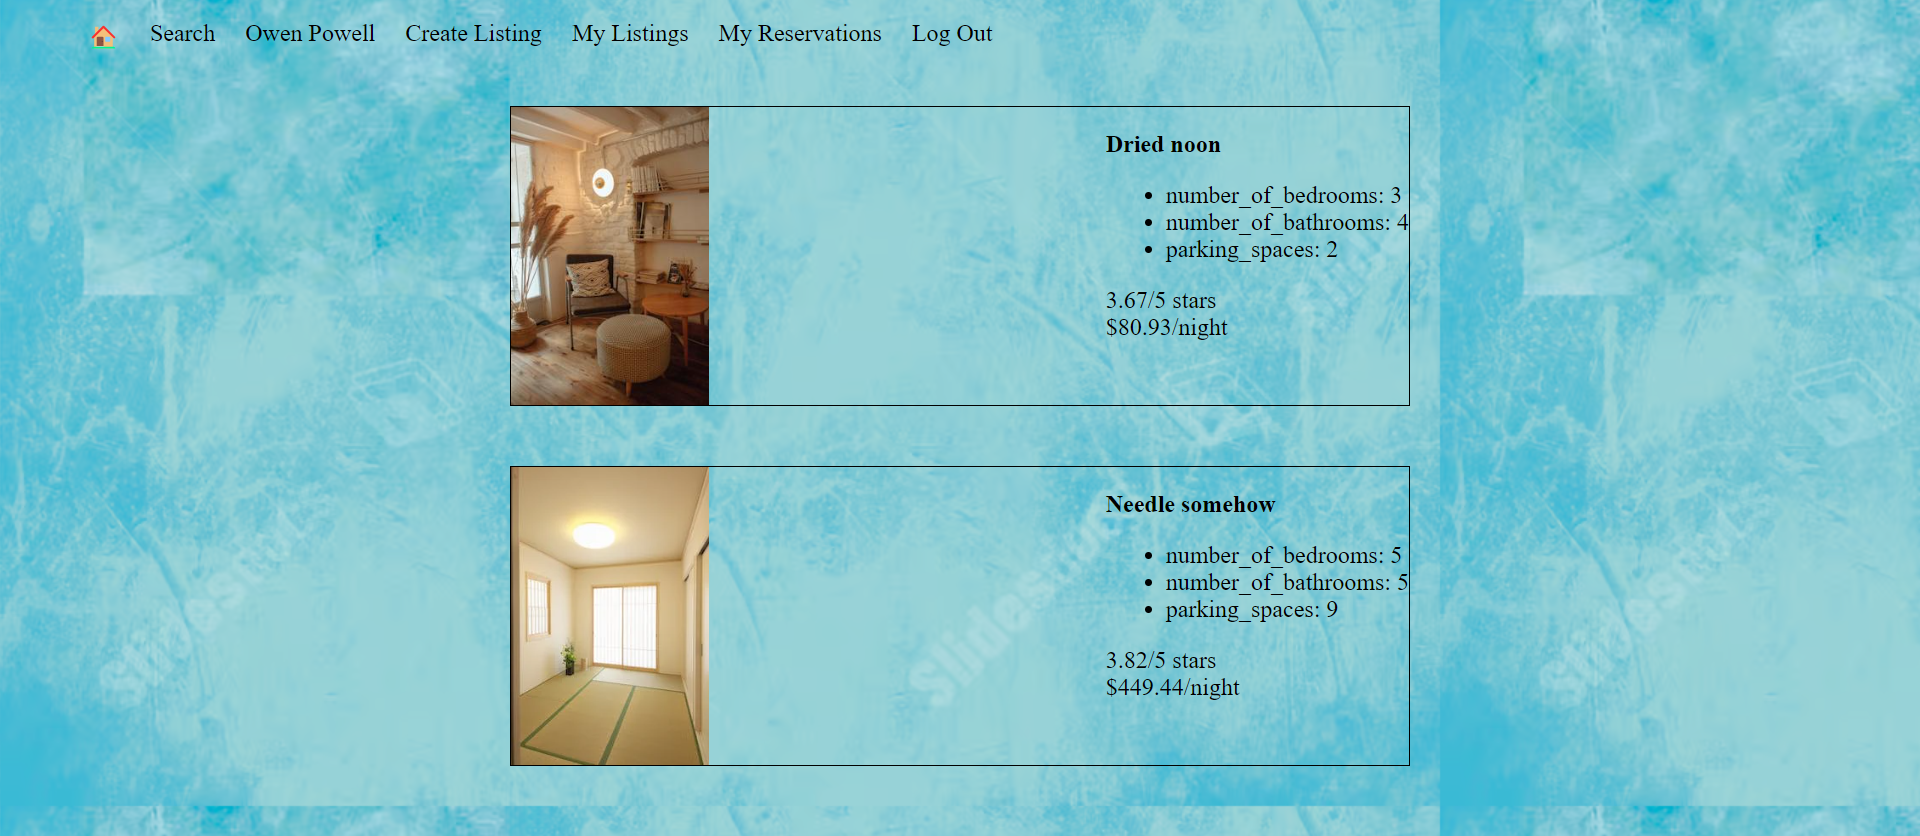 Search Owen Powell Create Listing My Listings My Reservations Log Out
Dried noon
number_of_bedrooms: 3
number_of_bathrooms: 4
parking_spaces: 2
3.67/5 stars
$80.93/night
Needle somehow
number_of_bedrooms: 5
number_of_bathrooms: 5
parking_spaces: 9
3.82/5 stars
$449.44/night